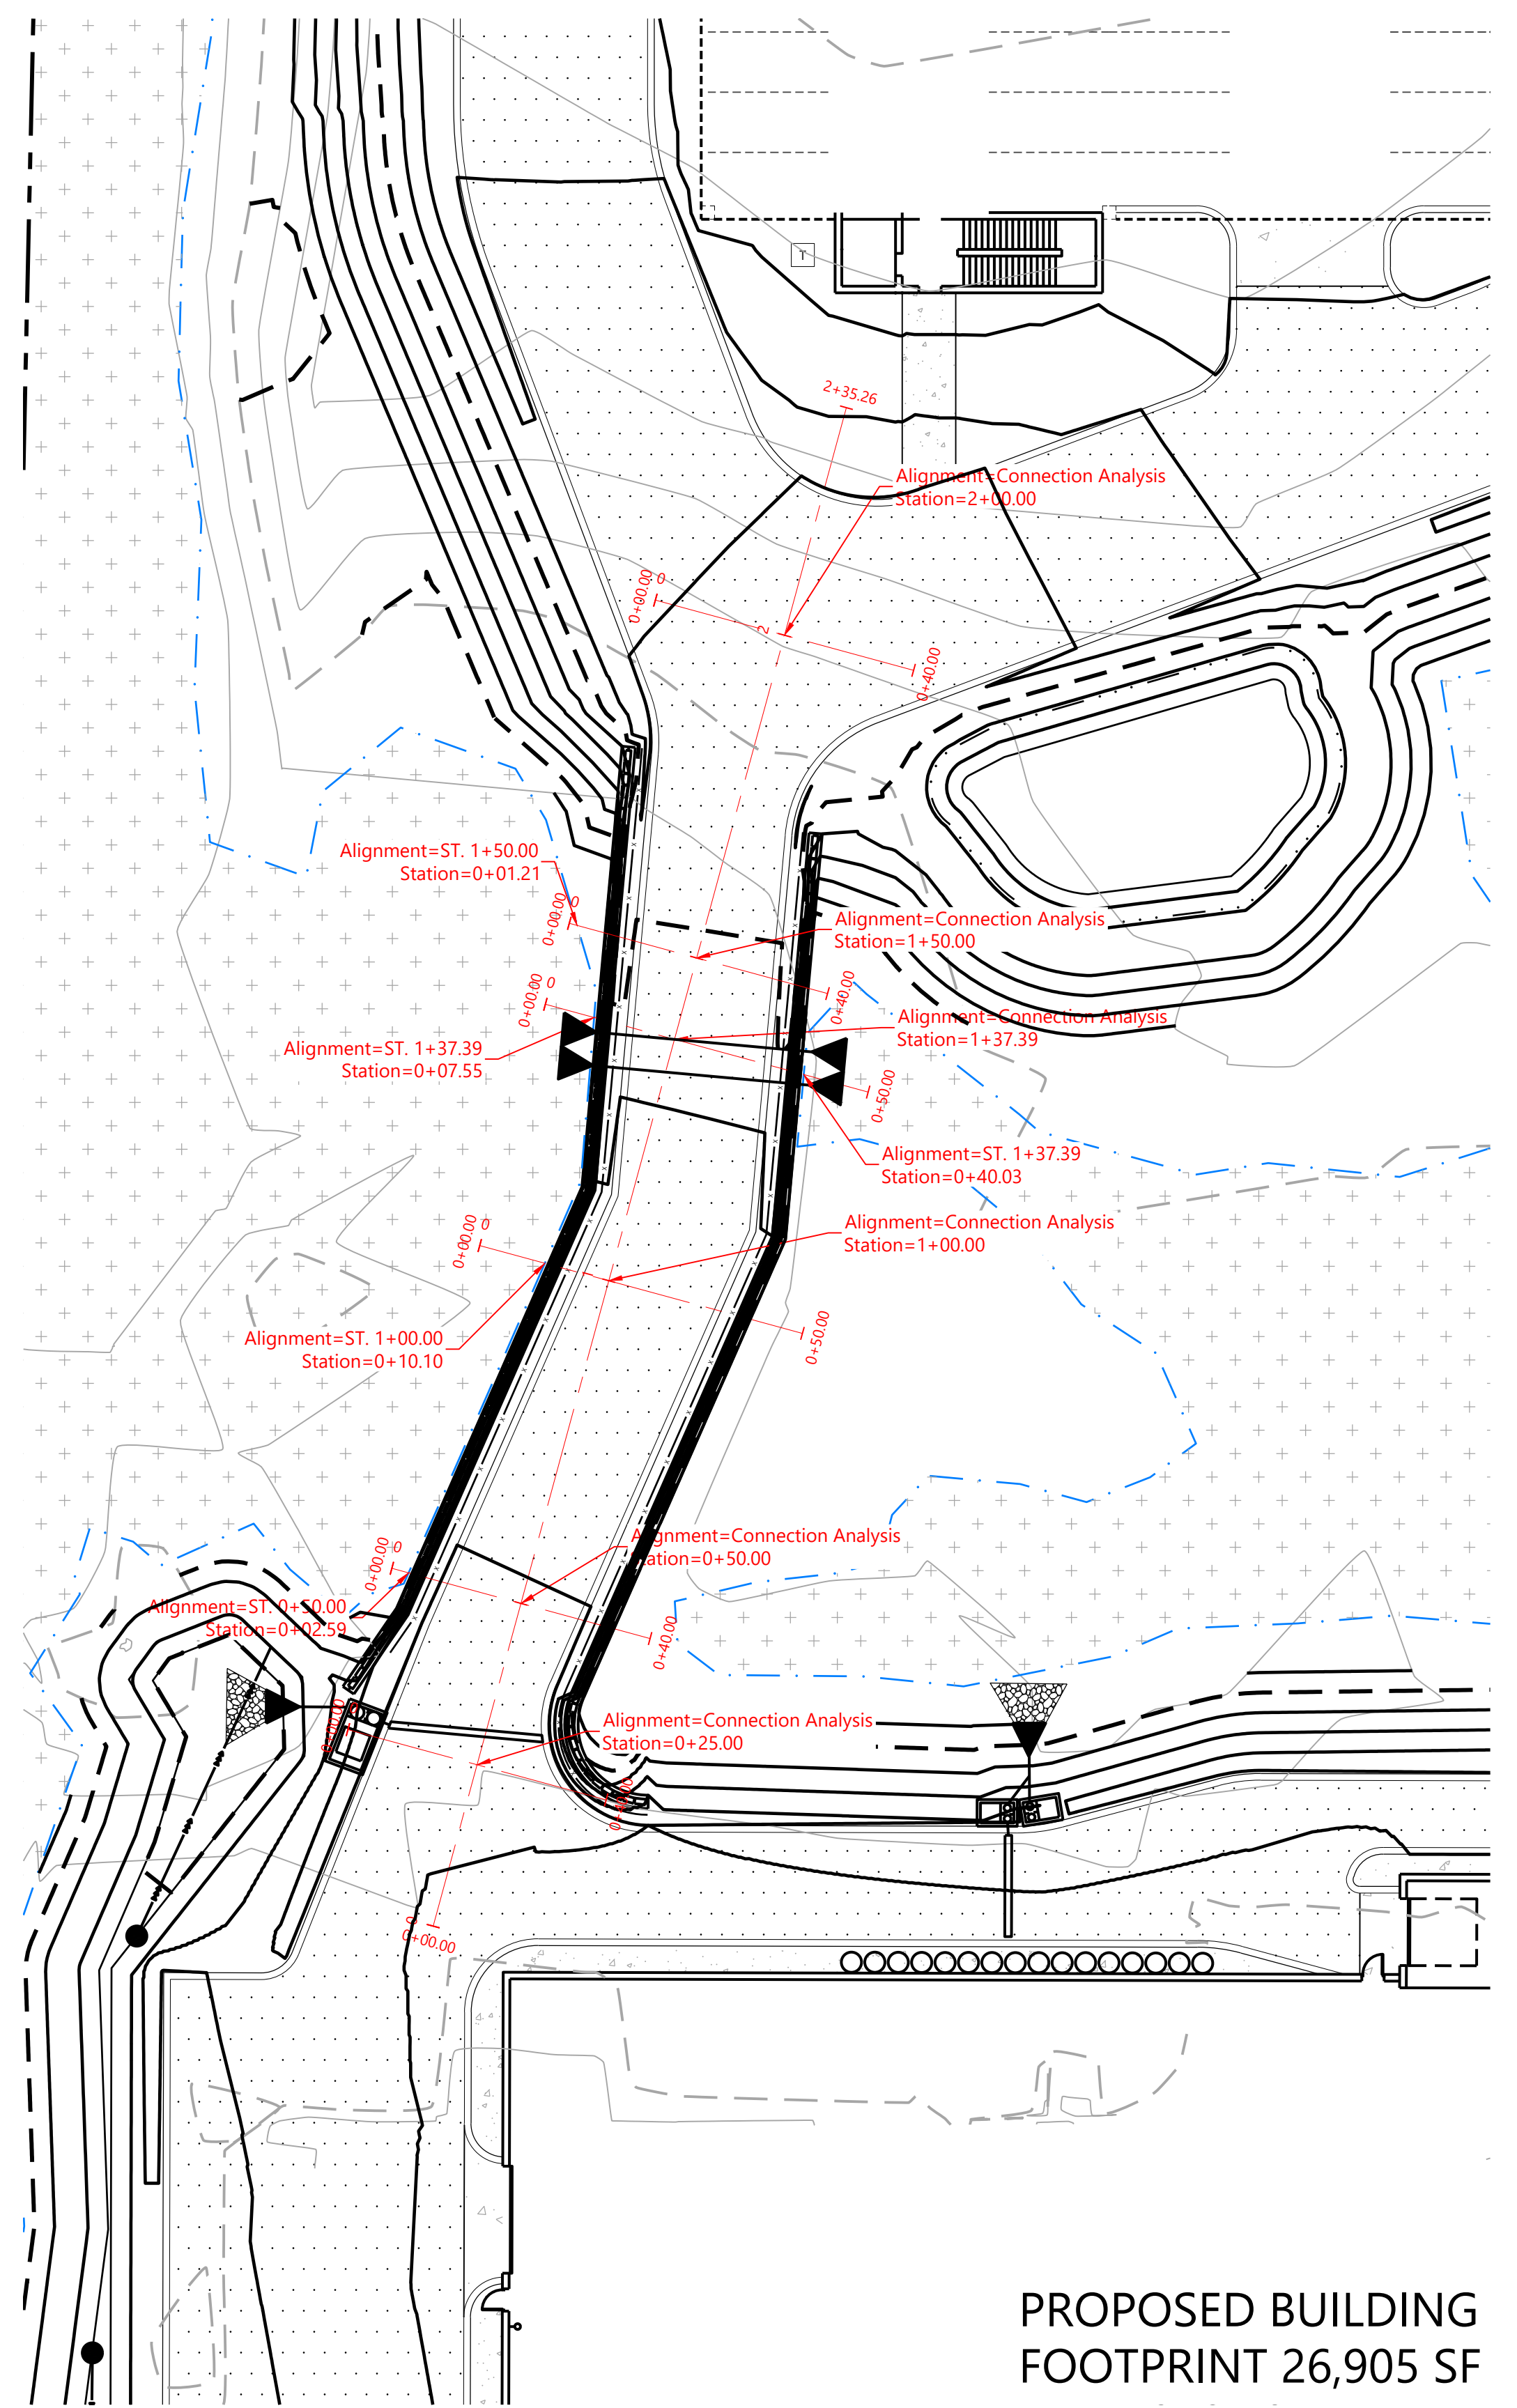 T
2+35.26
Alignment=Connection Analysis
Station=2+00.00
0+00.00
0
2
0+40.00
Alignment=ST. 1+50.00
Station=0+01.21
0+00.00
0
Alignment=Connection Analysis
Station=1+50.00
0+40.00
0+00.00
0
Alignment=Connection Analysis
Station=1+37.39
Alignment=ST. 1+37.39
Station=0+07.55
0+50.00
Alignment=ST. 1+37.39
Station=0+40.03
0+00.00
0
Alignment=Connection Analysis
Station=1+00.00
Alignment=ST. 1+00.00
Station=0+10.10
0+50.00
0+00.00
0
Alignment=Connection Analysis
Station=0+50.00
Alignment=ST. 0+50.00
Station=0+02.59
0+40.00
0+00.00
0
Alignment=Connection Analysis
Station=0+25.00
0+40.00
0
0+00.00
PROPOSED BUILDING
FOOTPRINT 26,905 SF